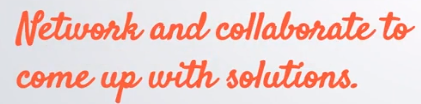 Network and collaborate to
come up with solutions.